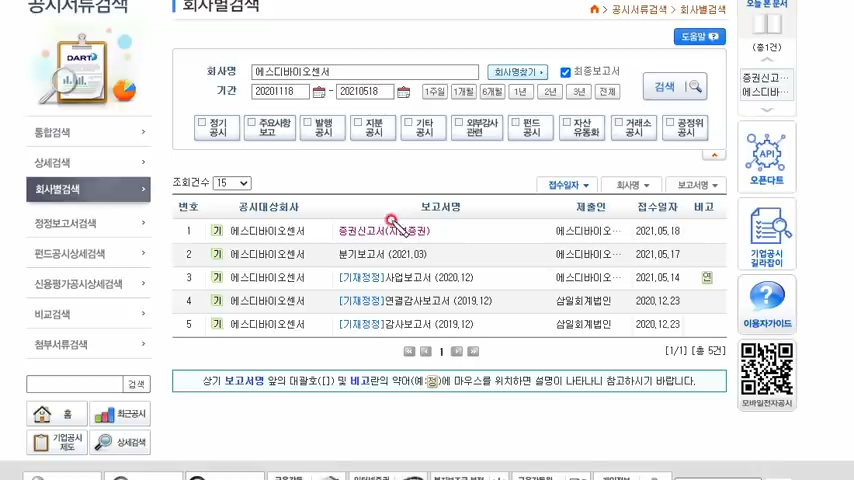 공시서류검색
회사별검색
공시서류검색 > 회사별검색
오늘 본 문서
(총1건)
증권신고…
에스디바…
도움말
회사명 에스디바이오센서 회사명찾기 최종보고서
기간 20201118 - 20210518 1주일 1개월 6개월 1년 2년 3년 전체
검색
정기공시 주요사항보고 발행공시 지분공시 기타공시 외부감사관련 펀드공시 자산유동화 거래소공시 공정위공시
DART
통합검색
상세검색
회사별검색
정정보고서검색
펀드공시상세검색
신용평가공시상세검색
비교검색
첨부서류검색
검색
홈 최근공시
기업공시제도 상세검색
조회건수 15 접수일자 회사명 보고서명
번호 공시대상회사 보고서명 제출인 접수일자 비고
1 기 에스디바이오센서 증권신고서(지분증권) 에스디바이오… 2021.05.18
2 기 에스디바이오센서 분기보고서 (2021.03) 에스디바이오… 2021.05.17
3 기 에스디바이오센서 [기재정정]사업보고서 (2020.12) 에스디바이오… 2021.05.14 연
4 기 에스디바이오센서 [기재정정]연결감사보고서 (2019.12) 삼일회계법인 2020.12.23
5 기 에스디바이오센서 [기재정정]감사보고서 (2019.12) 삼일회계법인 2020.12.23
1
[1/1] [총 5건]
상기 보고서명 앞의 대괄호([]) 및 비고란의 약어(예:정)에 마우스를 위치하면 설명이 나타나니 참고하시기 바랍니다.
API
오픈다트
기업공시
길라잡이
이용자가이드
모바일전자공시